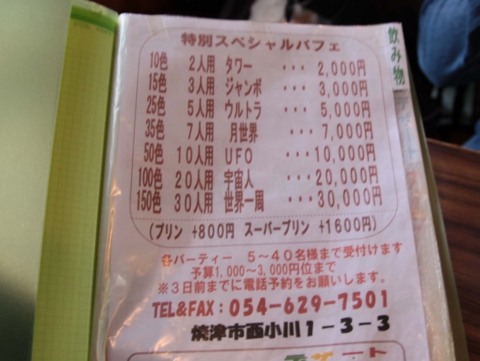 特別スペシャルパフェ
飲み物
10色 2人用 タワー ・・・ 2,000円
15色 3人用 ジャンボ ・・・ 3,000円
25色 5人用 ウルトラ ・・・ 5,000円
35色 7人用 月世界 ・・・ 7,000円
50色 10人用 UFO ・・・10,000円
100色 20人用 宇宙人 ・・・20,000円
150色 30人用 世界一周 ・・・30,000円
(プリン +800円 スーパープリン +1600円)
各パーティー 5〜40名様まで受付けます
予算1,000〜3,000円位まで
※3日前までに電話予約をお願いします。
TEL&FAX:054-629-7501
焼津市西小川1-3-3